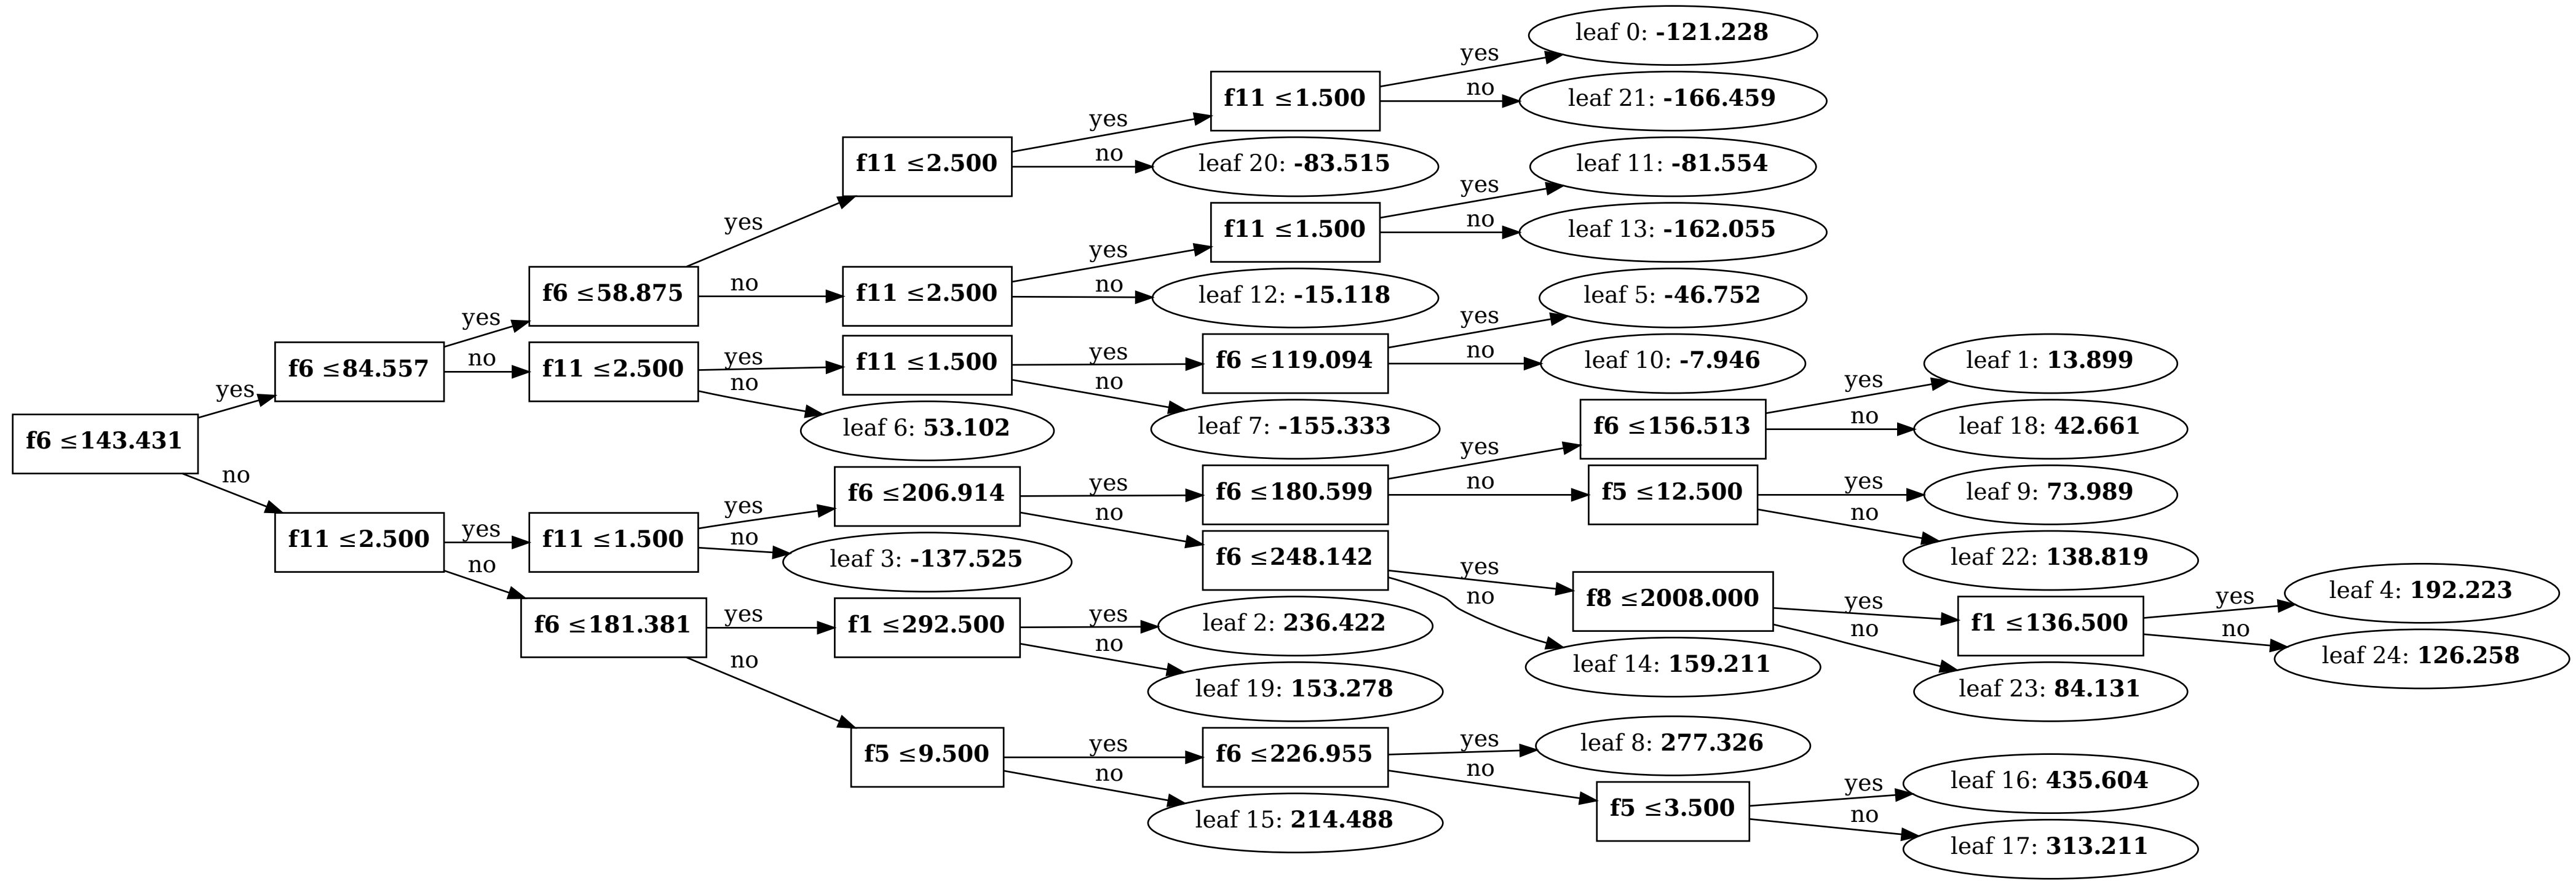 leaf 0: -121.228
yes
f11 ≤1.500
no
leaf 21: -166.459
yes
f11 ≤2.500
no
leaf 20: -83.515
leaf 11: -81.554
yes
yes
f11 ≤1.500
no
leaf 13: -162.055
yes
f6 ≤58.875
no
f11 ≤2.500
no
leaf 12: -15.118
leaf 5: -46.752
yes
yes
f6 ≤84.557
no
f11 ≤2.500
yes
no
f11 ≤1.500
yes
no
f6 ≤119.094
no
leaf 10: -7.946
leaf 1: 13.899
yes
yes
f6 ≤143.431
leaf 6: 53.102
leaf 7: -155.333
yes
f6 ≤156.513
no
leaf 18: 42.661
no
yes
f6 ≤206.914
yes
no
f6 ≤180.599
no
f5 ≤12.500
yes
no
leaf 9: 73.989
f11 ≤2.500
yes
no
f11 ≤1.500
no
leaf 3: -137.525
f6 ≤248.142
yes
no
leaf 22: 138.819
f6 ≤181.381
yes
no
f1 ≤292.500
yes
no
leaf 2: 236.422
f8 ≤2008.000
yes
no
f1 ≤136.500
yes
no
leaf 4: 192.223
leaf 24: 126.258
leaf 19: 153.278
leaf 14: 159.211
leaf 23: 84.131
f5 ≤9.500
yes
no
f6 ≤226.955
yes
no
leaf 8: 277.326
leaf 15: 214.488
f5 ≤3.500
yes
no
leaf 16: 435.604
leaf 17: 313.211